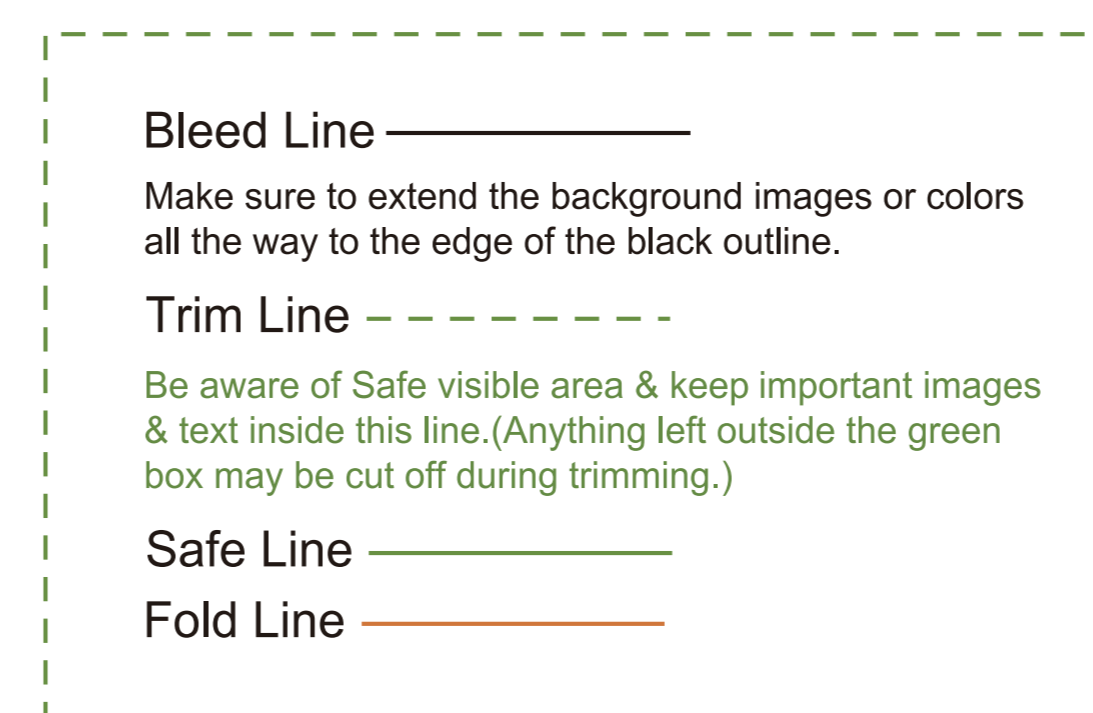 Bleed Line
Make sure to extend the background images or colors
all the way to the edge of the black outline.
Trim Line
Be aware of Safe visible area & keep important images
& text inside this line.(Anything left outside the green
box may be cut off during trimming.)
Safe Line
Fold Line